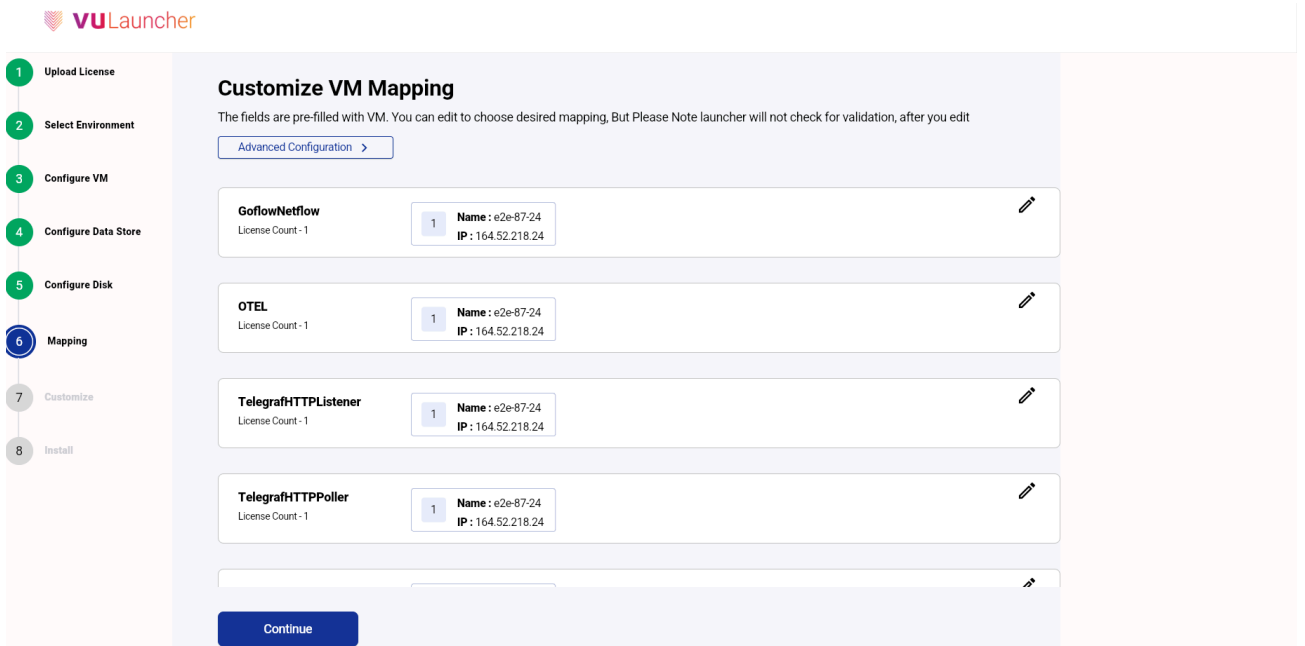 VULauncher
1 Upload License
2 Select Environment
3 Configure VM
4 Configure Data Store
5 Configure Disk
6 Mapping
7 Customize
8 Install
Customize VM Mapping
The fields are pre-filled with VM. You can edit to choose desired mapping, But Please Note launcher will not check for validation, after you edit
Advanced Configuration >
GoflowNetflow
License Count - 1
1
Name : e2e-87-24
IP : 164.52.218.24
OTEL
License Count - 1
1
Name : e2e-87-24
IP : 164.52.218.24
TelegrafHTTPListener
License Count - 1
1
Name : e2e-87-24
IP : 164.52.218.24
TelegrafHTTPPoller
License Count - 1
1
Name : e2e-87-24
IP : 164.52.218.24
Continue